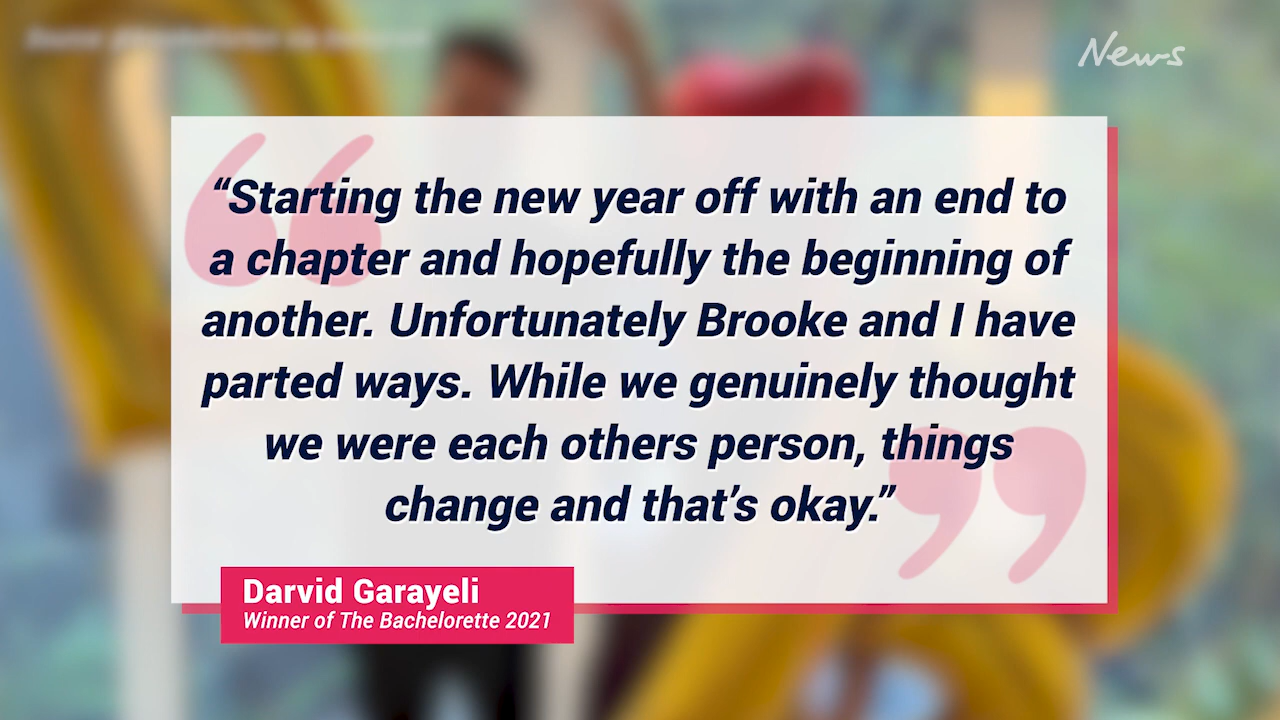 News
“Starting the new year off with an end to
a chapter and hopefully the beginning of
another. Unfortunately Brooke and I have
parted ways. While we genuinely thought
we were each others person, things
change and that’s okay.”
Darvid Garayeli
Winner of The Bachelorette 2021